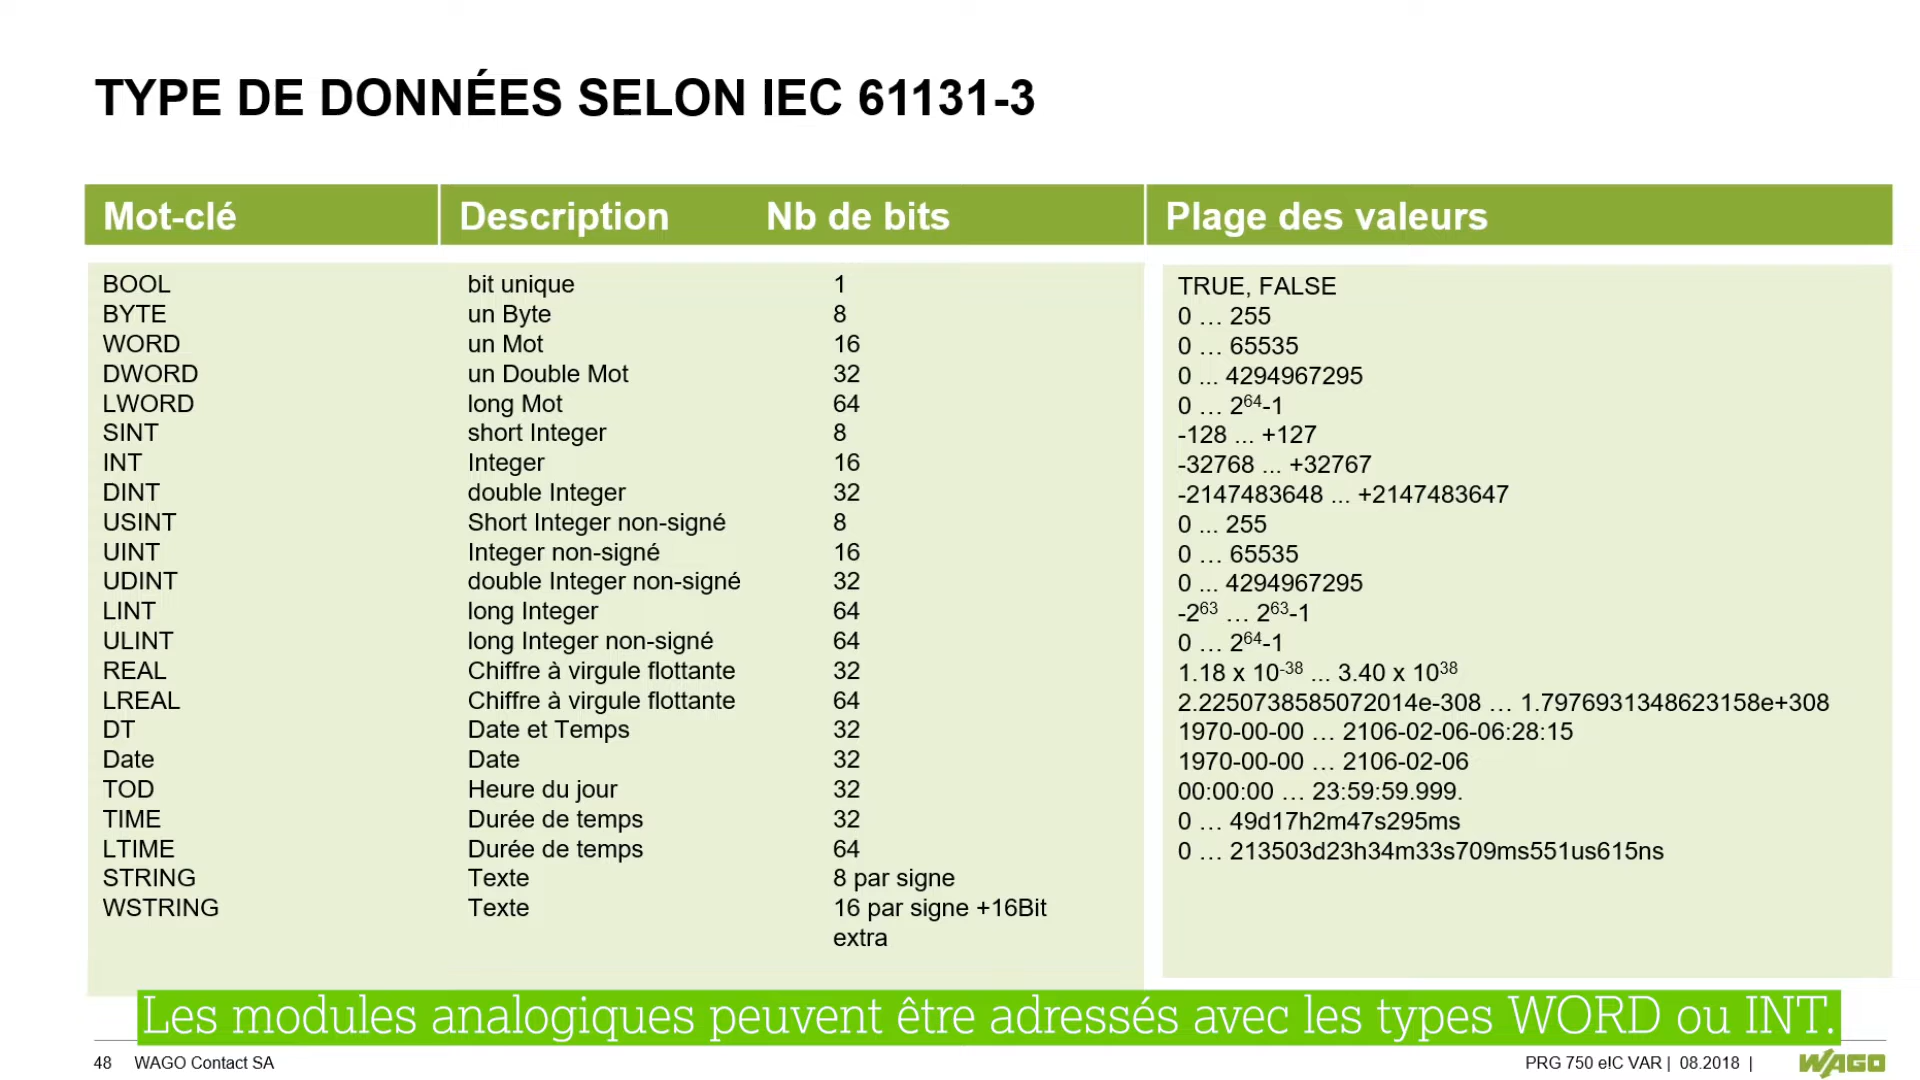 TYPE DE DONNÉES SELON IEC 61131-3
Mot-clé Description Nb de bits Plage des valeurs
BOOL bit unique 1 TRUE, FALSE
BYTE un Byte 8 0 … 255
WORD un Mot 16 0 … 65535
DWORD un Double Mot 32 0 ... 4294967295
LWORD long Mot 64 0 … 2⁶⁴-1
SINT short Integer 8 -128 ... +127
INT Integer 16 -32768 ... +32767
DINT double Integer 32 -2147483648 ... +2147483647
USINT Short Integer non-signé 8 0 ... 255
UINT Integer non-signé 16 0 … 65535
UDINT double Integer non-signé 32 0 ... 4294967295
LINT long Integer 64 -2⁶³ … 2⁶³-1
ULINT long Integer non-signé 64 0 … 2⁶⁴-1
REAL Chiffre à virgule flottante 32 1.18 x 10⁻³⁸ ... 3.40 x 10³⁸
LREAL Chiffre à virgule flottante 64 2.2250738585072014e-308 … 1.7976931348623158e+308
DT Date et Temps 32 1970-00-00 … 2106-02-06-06:28:15
Date Date 32 1970-00-00 … 2106-02-06
TOD Heure du jour 32 00:00:00 … 23:59:59.999.
TIME Durée de temps 32 0 … 49d17h2m47s295ms
LTIME Durée de temps 64 0 … 213503d23h34m33s709ms551us615ns
STRING Texte 8 par signe
WSTRING Texte 16 par signe +16Bit
extra
Les modules analogiques peuvent être adressés avec les types WORD ou INT.
48 WAGO Contact SA PRG 750 eIC VAR | 08.2018 | WAGO